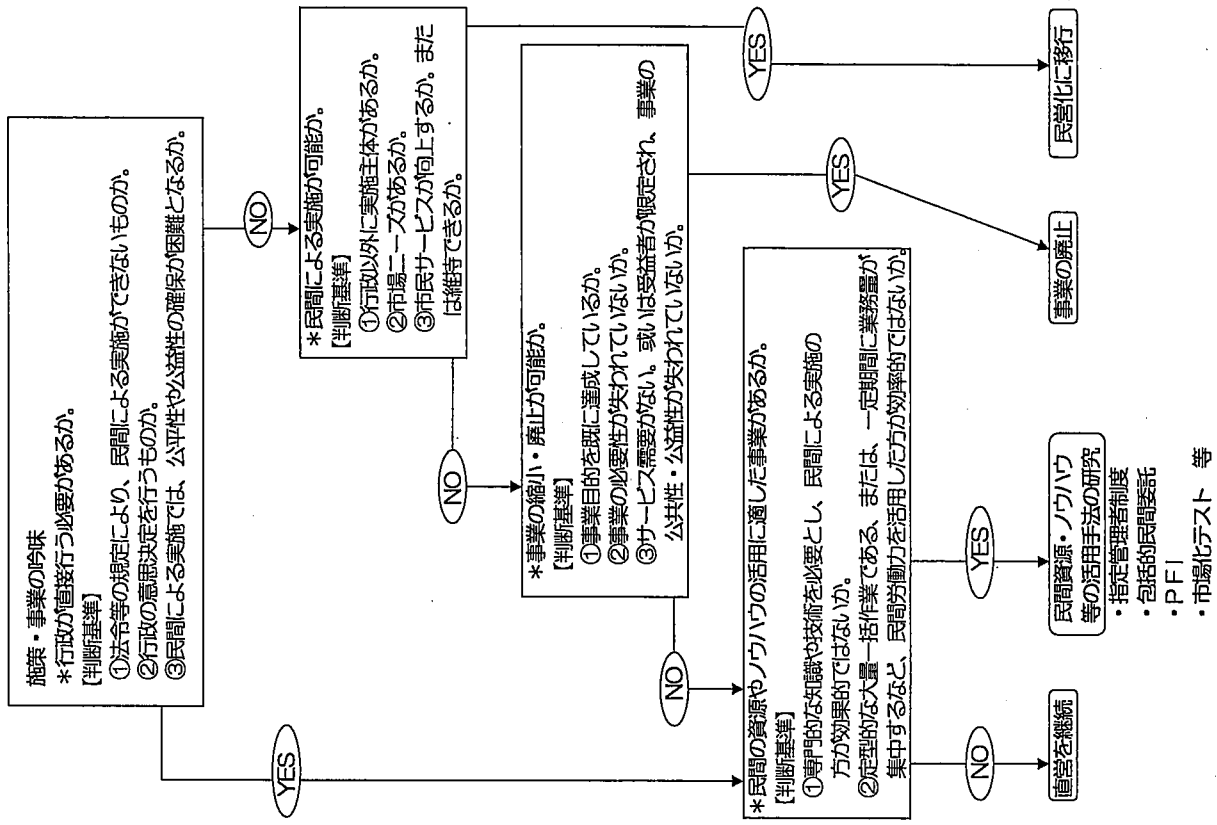 施策・事業の吟味
*行政が直接行う必要があるか。
【判断基準】
①法令等の規定により、民間による実施ができないものか。
②行政の意思決定を行うものか。
③民間による実施では、公平性や公益性の確保が困難となるか。
NO
YES
*民間による実施が可能か。
【判断基準】
①行政以外に実施主体があるか。
②市場ニーズがあるか。
③市民サービスが向上するか。また
は維持できるか。
NO
YES
*事業の縮小・廃止が可能か。
【判断基準】
①事業目的を既に達成しているか。
②事業の必要性が失われていないか。
③サービス需要がない、或いは受益者が限定され、事業の
公共性・公益性が失われていないか。
NO
YES
*民間の資源やノウハウの活用に適した事業があるか。
【判断基準】
①専門的な知識や技術を必要とし、民間による実施の
方が効果的ではないか。
②定型的な大量一括作業である、または、一定期間に業務量が
集中するなど、民間労働力を活用した方が効率的ではないか。
NO
YES
直営を継続
民間資源・ノウハウ
等の活用手法の研究
・指定管理者制度
・包括的民間委託
・PFI
・市場化テスト 等
事業の廃止
民営化に移行